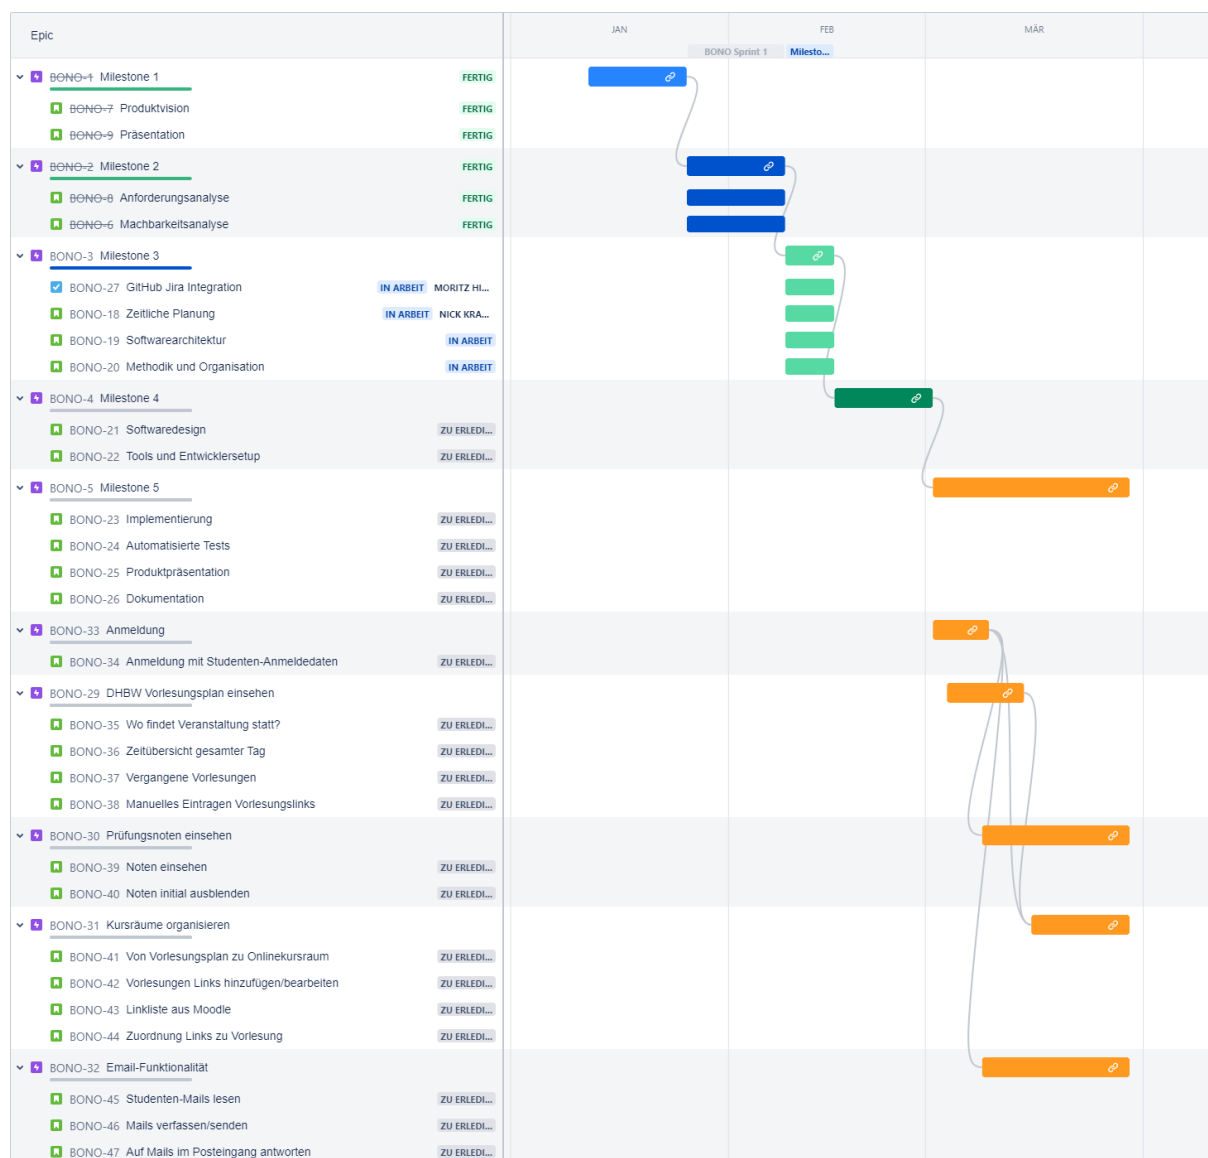 Epic JAN FEB MÄR
BONO Sprint 1 Milesto...
BONO-1 Milestone 1 FERTIG
BONO-7 Produktvision FERTIG
BONO-9 Präsentation FERTIG
BONO-2 Milestone 2 FERTIG
BONO-8 Anforderungsanalyse FERTIG
BONO-6 Machbarkeitsanalyse FERTIG
BONO-3 Milestone 3
BONO-27 GitHub Jira Integration IN ARBEIT MORITZ HI...
BONO-18 Zeitliche Planung IN ARBEIT NICK KRA...
BONO-19 Softwarearchitektur IN ARBEIT
BONO-20 Methodik und Organisation IN ARBEIT
BONO-4 Milestone 4
BONO-21 Softwaredesign ZU ERLEDI...
BONO-22 Tools und Entwicklersetup ZU ERLEDI...
BONO-5 Milestone 5
BONO-23 Implementierung ZU ERLEDI...
BONO-24 Automatisierte Tests ZU ERLEDI...
BONO-25 Produktpräsentation ZU ERLEDI...
BONO-26 Dokumentation ZU ERLEDI...
BONO-33 Anmeldung
BONO-34 Anmeldung mit Studenten-Anmeldedaten ZU ERLEDI...
BONO-29 DHBW Vorlesungsplan einsehen
BONO-35 Wo findet Veranstaltung statt? ZU ERLEDI...
BONO-36 Zeitübersicht gesamter Tag ZU ERLEDI...
BONO-37 Vergangene Vorlesungen ZU ERLEDI...
BONO-38 Manuelles Eintragen Vorlesungslinks ZU ERLEDI...
BONO-30 Prüfungsnoten einsehen
BONO-39 Noten einsehen ZU ERLEDI...
BONO-40 Noten initial ausblenden ZU ERLEDI...
BONO-31 Kursräume organisieren
BONO-41 Von Vorlesungsplan zu Onlinekursraum ZU ERLEDI...
BONO-42 Vorlesungen Links hinzufügen/bearbeiten ZU ERLEDI...
BONO-43 Linkliste aus Moodle ZU ERLEDI...
BONO-44 Zuordnung Links zu Vorlesung ZU ERLEDI...
BONO-32 Email-Funktionalität
BONO-45 Studenten-Mails lesen ZU ERLEDI...
BONO-46 Mails verfassen/senden ZU ERLEDI...
BONO-47 Auf Mails im Posteingang antworten ZU ERLEDI...